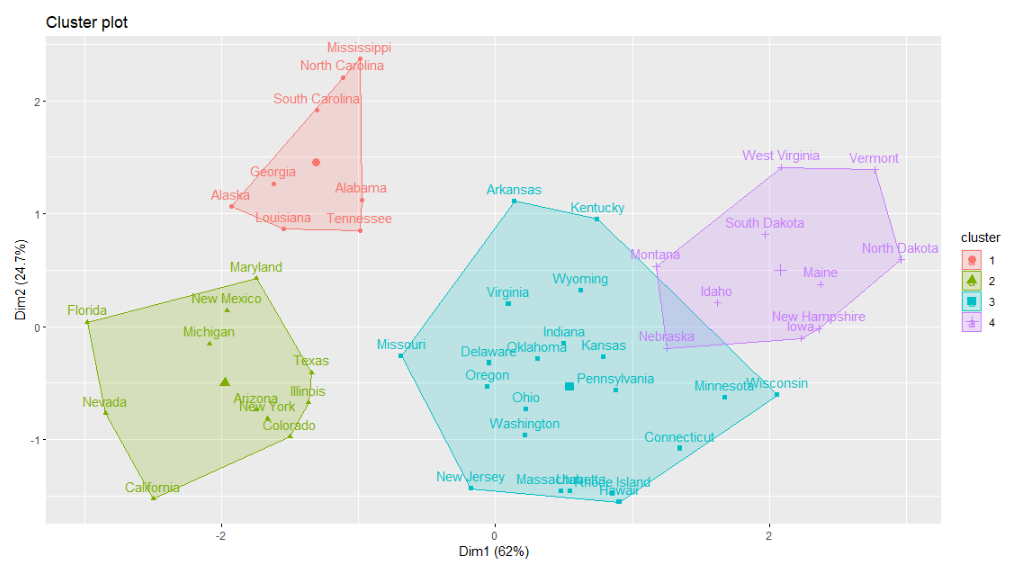 Cluster plot
Mississippi
North Carolina
South Carolina
2
West Virginia
Vermont
Georgia
Alabama
Alaska
Arkansas
Louisiana
Tennessee
Kentucky
1
South Dakota
North Dakota
cluster
Montana
Maryland
Maine
1
Wyoming
2
Idaho
Virginia
3
New Mexico
4
Florida
New Hampshire
Dim2 (24.7%)
0
Iowa
Michigan
Indiana
Nebraska
Missouri
Oklahoma
Kansas
Delaware
Texas
Oregon
Pennsylvania
Minnesota
Wisconsin
Illinois
Arizona
Ohio
Nevada
New York
Colorado
Washington
-1
Connecticut
New Jersey
Rhode Island
California
Hawaii
-2
0
2
Dim1 (62%)